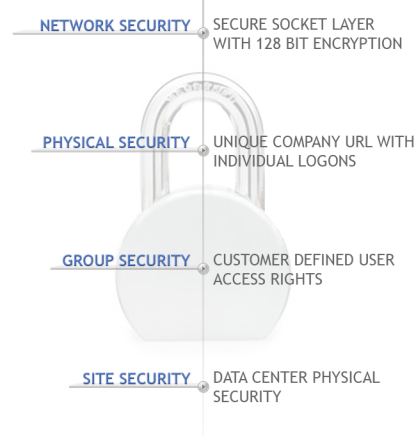 NETWORK SECURITY
SECURE SOCKET LAYER
WITH 128 BIT ENCRYPTION
PHYSICAL SECURITY
UNIQUE COMPANY URL WITH
INDIVIDUAL LOGONS
GROUP SECURITY
CUSTOMER DEFINED USER
ACCESS RIGHTS
SITE SECURITY
DATA CENTER PHYSICAL
SECURITY